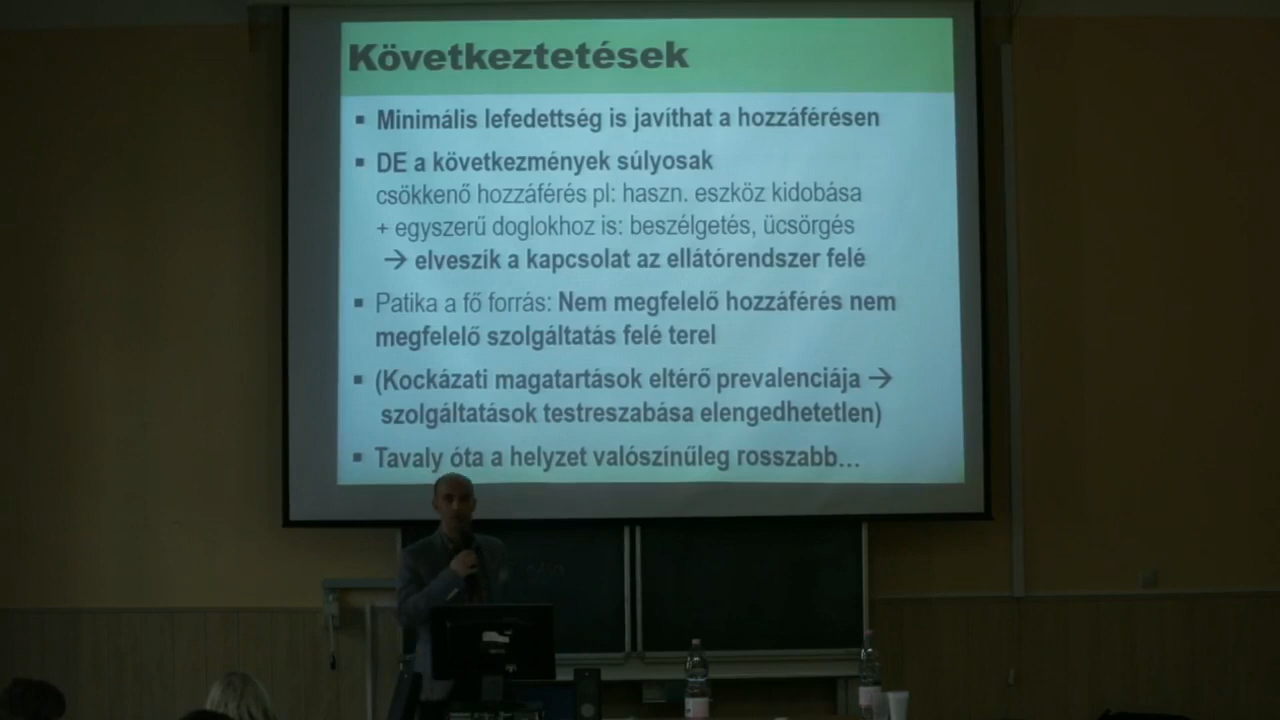 Következtetések
▪ Minimális lefedettség is javíthat a hozzáférésen
▪ DE a következmények súlyosak
csökkenő hozzáférés pl: haszn. eszköz kidobása
+ egyszerű doglokhoz is: beszélgetés, ücsörgés
→ elveszik a kapcsolat az ellátórendszer felé
▪ Patika a fő forrás: Nem megfelelő hozzáférés nem
megfelelő szolgáltatás felé terel
▪ (Kockázati magatartások eltérő prevalenciája →
szolgáltatások testreszabása elengedhetetlen)
▪ Tavaly óta a helyzet valószínűleg rosszabb…